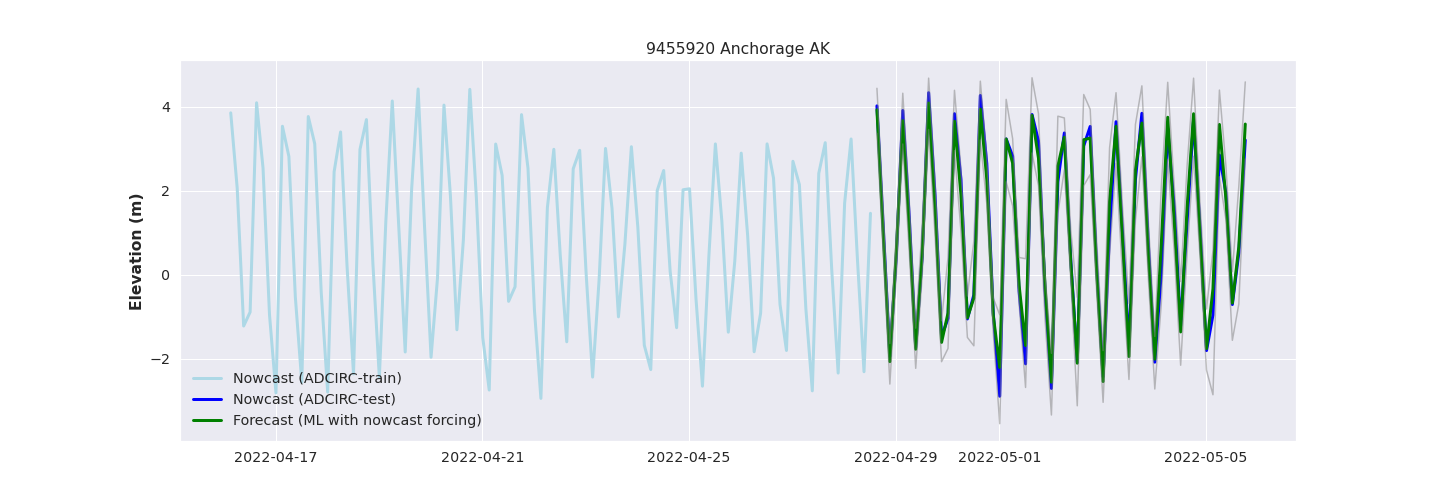 9455920 Anchorage AK
Elevation (m)
4
2
0
−2
Nowcast (ADCIRC-train)
Nowcast (ADCIRC-test)
Forecast (ML with nowcast forcing)
2022-04-17 2022-04-21 2022-04-25 2022-04-29 2022-05-01 2022-05-05